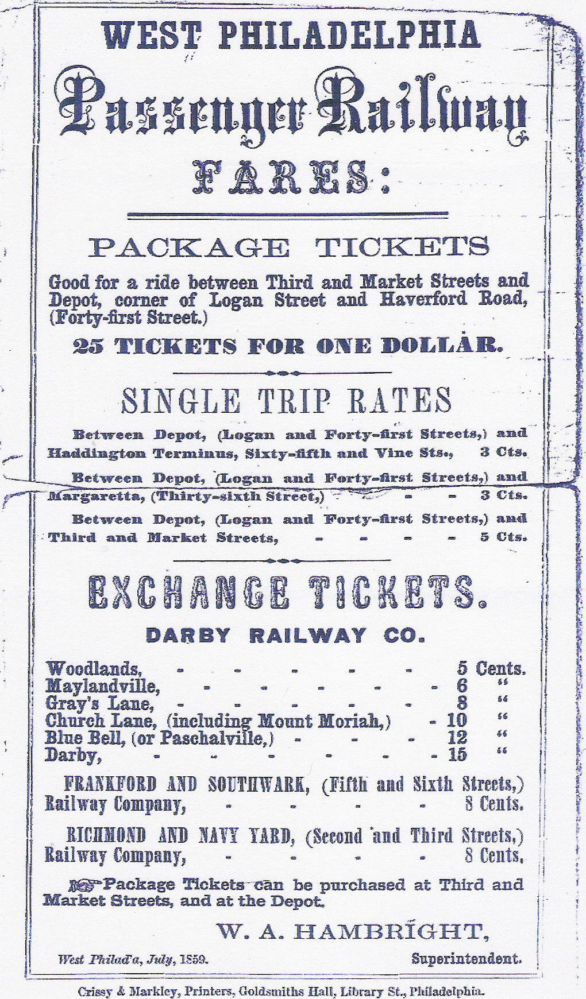 WEST PHILADELPHIA
Passenger Railway
FARES:
PACKAGE TICKETS
Good for a ride between Third and Market Streets and
Depot, corner of Logan Street and Haverford Road,
(Forty-first Street.)
25 TICKETS FOR ONE DOLLAR.
SINGLE TRIP RATES
Between Depot, (Logan and Forty-first Streets,) and
Haddington Terminus, Sixty-fifth and Vine Sts., 3 Cts.
Between Depot, (Logan and Forty-first Streets,) and
Margaretta, (Thirty-sixth Street,) - - 3 Cts.
Between Depot, (Logan and Forty-first Streets,) and
Third and Market Streets, - - - - 5 Cts.
EXCHANGE TICKETS.
DARBY RAILWAY CO.
Woodlands, - - - - - 5 Cents.
Maylandville, - - - - - 6 “
Gray's Lane, - - - - - 8 “
Church Lane, (including Mount Moriah,) - 10 “
Blue Bell, (or Paschalville,) - - - 12 “
Darby, - - - - - - 15 “
FRANKFORD AND SOUTHWARK, (Fifth and Sixth Streets,)
Railway Company, - - - - 8 Cents.
RICHMOND AND NAVY YARD, (Second and Third Streets,)
Railway Company, - - - - 8 Cents.
☞Package Tickets can be purchased at Third and
Market Streets, and at the Depot.
W. A. HAMBRIGHT,
West Philad'a, July, 1859. Superintendent.
Crissy & Markley, Printers, Goldsmiths Hall, Library St., Philadelphia.